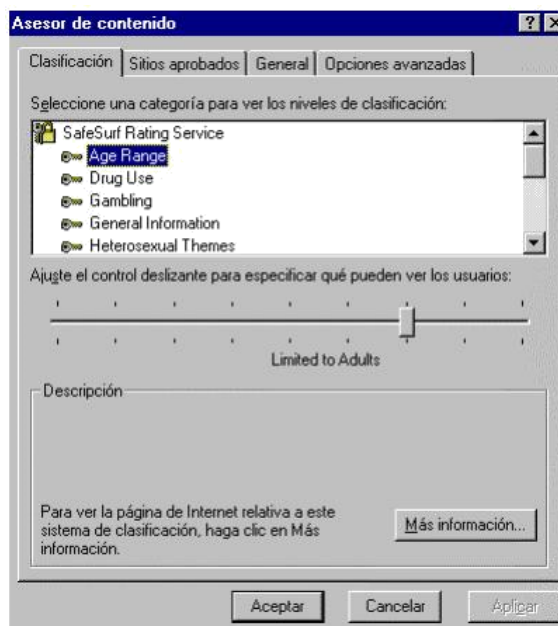 Asesor de contenido
Clasificación
Sitios aprobados
General
Opciones avanzadas
Seleccione una categoría para ver los niveles de clasificación:
SafeSurf Rating Service
Age Range
Drug Use
Gambling
General Information
Heterosexual Themes
Ajuste el control deslizante para especificar qué pueden ver los usuarios:
Limited to Adults
Descripción
Para ver la página de Internet relativa a este
sistema de clasificación, haga clic en Más
información.
Más información...
Aceptar
Cancelar
Aplicar